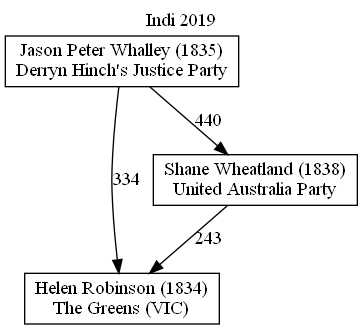 Indi 2019
Jason Peter Whalley (1835)
Derryn Hinch's Justice Party
440
334
Shane Wheatland (1838)
United Australia Party
243
Helen Robinson (1834)
The Greens (VIC)